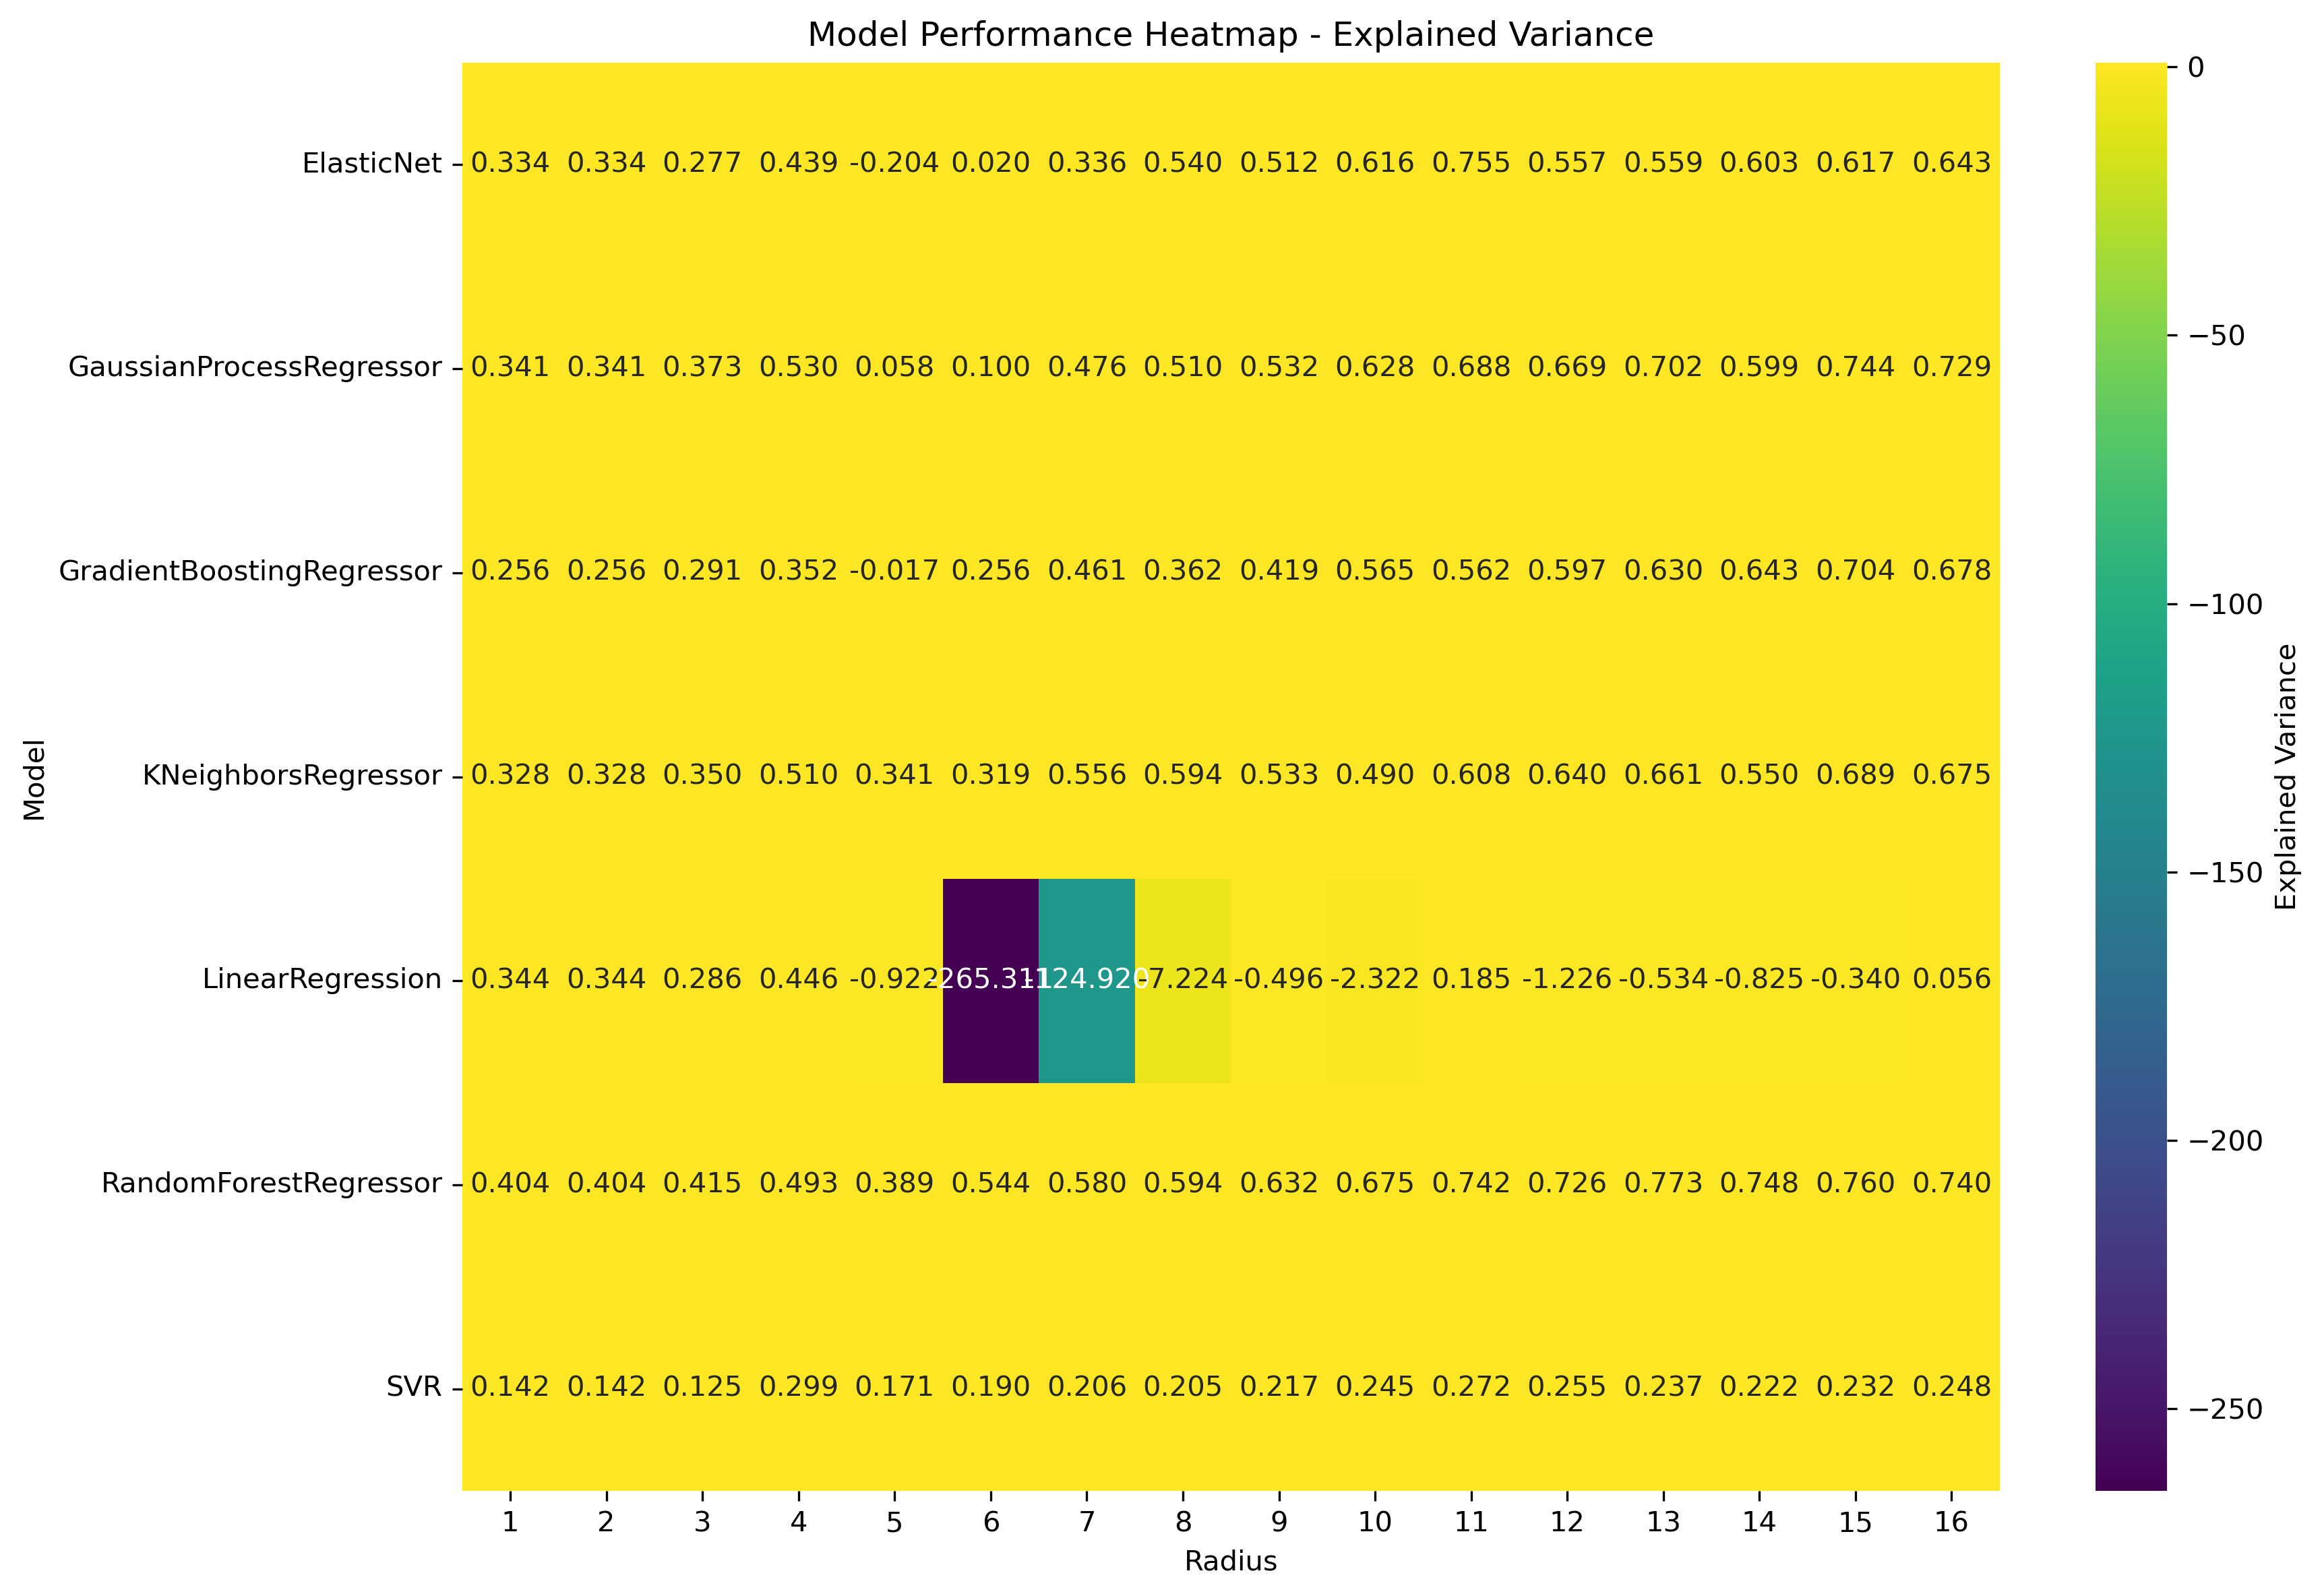 Model Performance Heatmap - Explained Variance
ElasticNet 0.334 0.334 0.277 0.439 -0.204 0.020 0.336 0.540 0.512 0.616 0.755 0.557 0.559 0.603 0.617 0.643
GaussianProcessRegressor 0.341 0.341 0.373 0.530 0.058 0.100 0.476 0.510 0.532 0.628 0.688 0.669 0.702 0.599 0.744 0.729
GradientBoostingRegressor 0.256 0.256 0.291 0.352 -0.017 0.256 0.461 0.362 0.419 0.565 0.562 0.597 0.630 0.643 0.704 0.678
KNeighborsRegressor 0.328 0.328 0.350 0.510 0.341 0.319 0.556 0.594 0.533 0.490 0.608 0.640 0.661 0.550 0.689 0.675
LinearRegression 0.344 0.344 0.286 0.446 -0.922 -265.311 -124.920 -7.224 -0.496 -2.322 0.185 -1.226 -0.534 -0.825 -0.340 0.056
RandomForestRegressor 0.404 0.404 0.415 0.493 0.389 0.544 0.580 0.594 0.632 0.675 0.742 0.726 0.773 0.748 0.760 0.740
SVR 0.142 0.142 0.125 0.299 0.171 0.190 0.206 0.205 0.217 0.245 0.272 0.255 0.237 0.222 0.232 0.248
1 2 3 4 5 6 7 8 9 10 11 12 13 14 15 16
Radius
Model
0
−50
−100
−150
−200
−250
Explained Variance